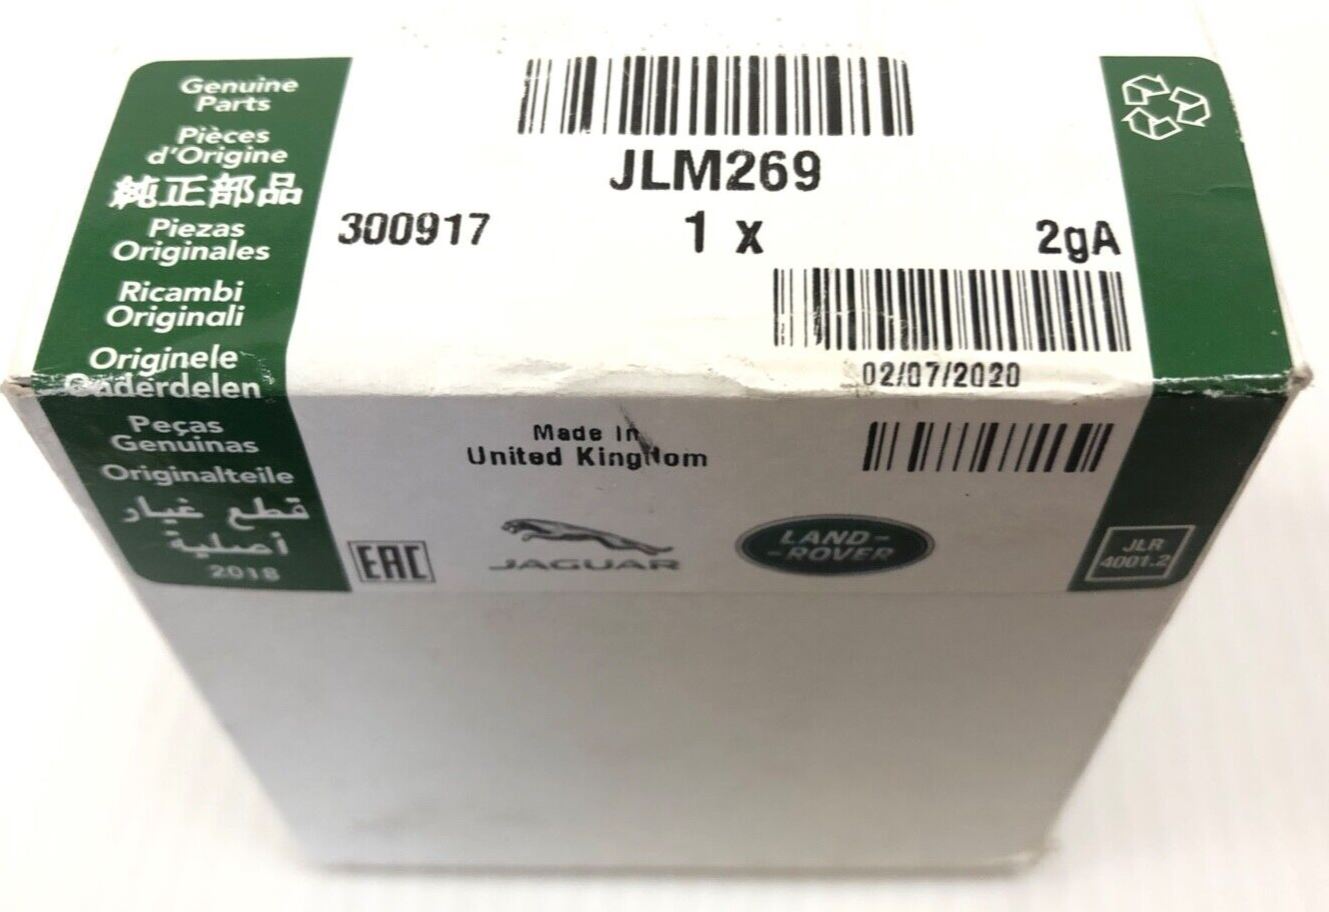 Genuine
Parts
Pièces
d'Origine
純正部品
Piezas
Originales
Ricambi
Originali
Originele
Onderdelen
Peças
Genuinas
Originalteile
قطع غيار
أصلية
2018
JLM269
300917
1 x
2gA
02/07/2020
Made In
United Kingdom
EAC
JAGUAR
LAND-
-ROVER
JLR
4001.2